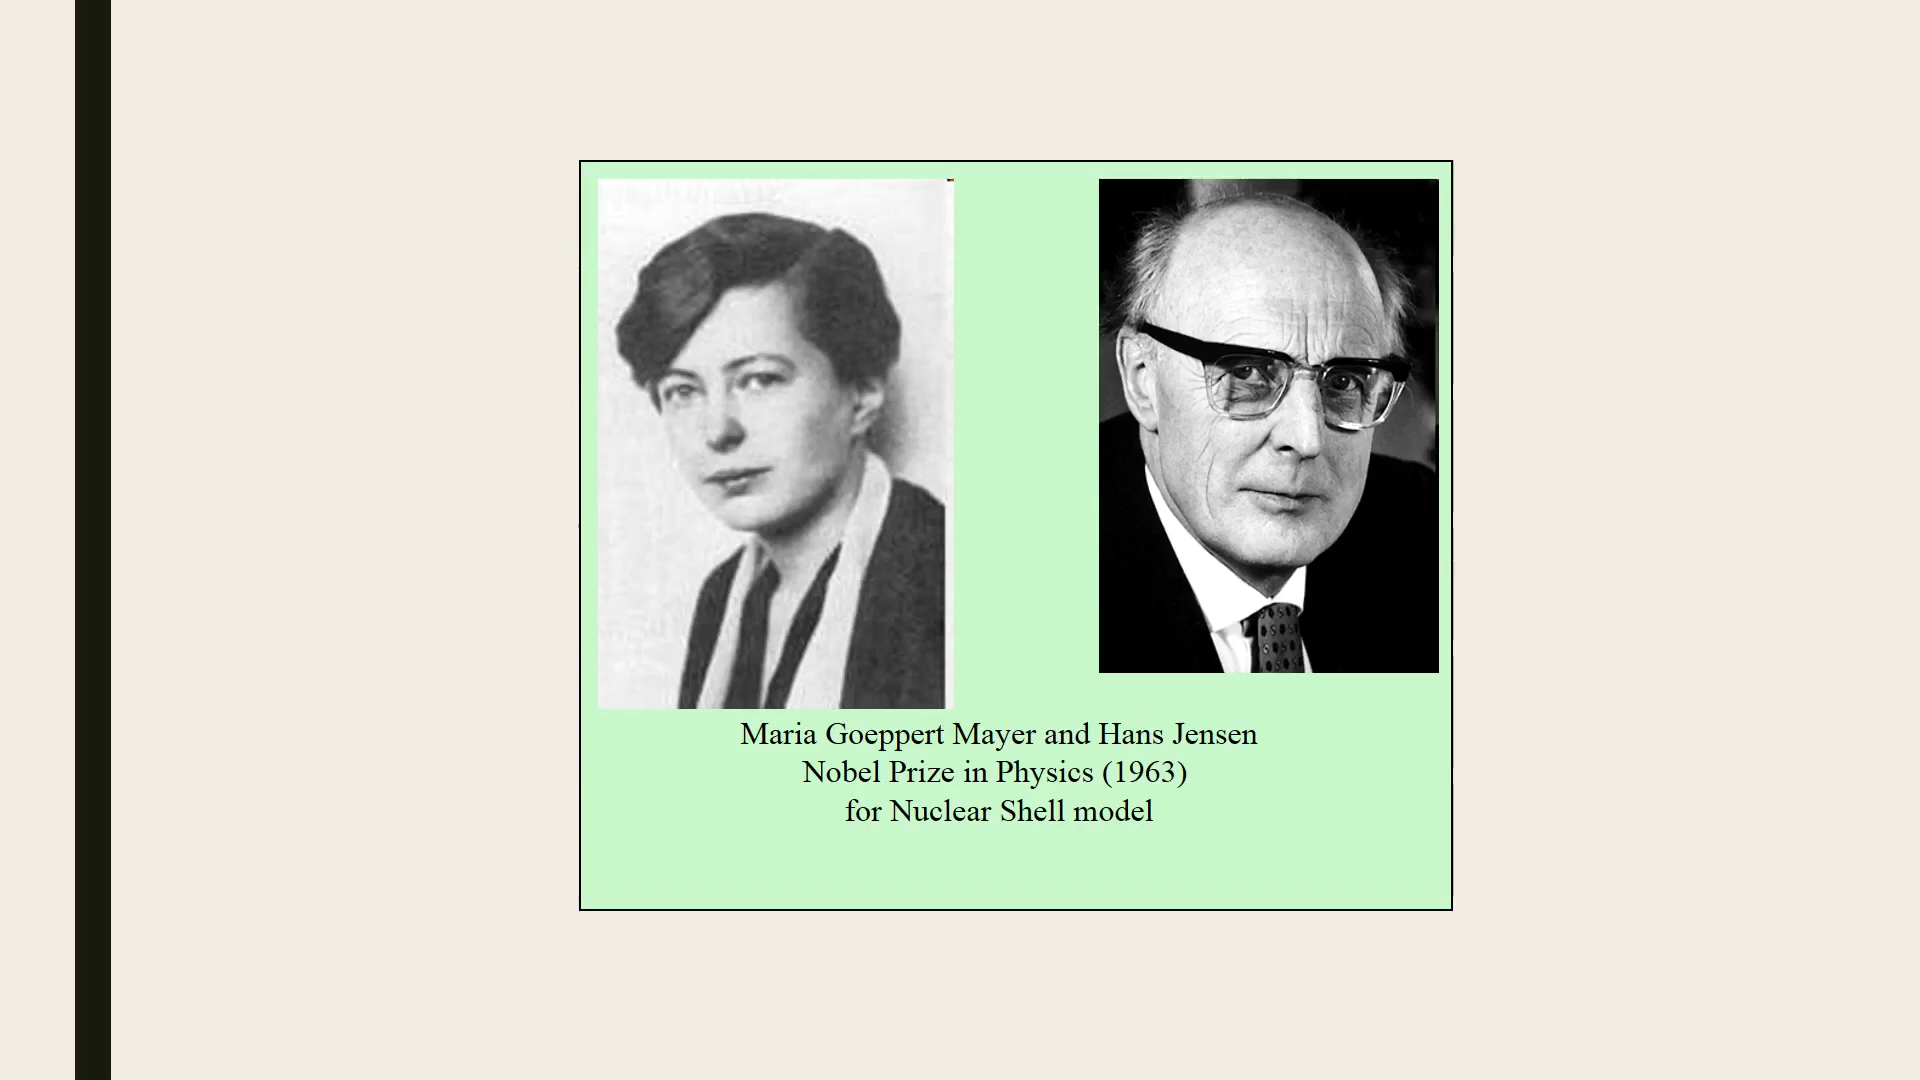 Maria Goeppert Mayer and Hans Jensen
Nobel Prize in Physics (1963)
for Nuclear Shell model